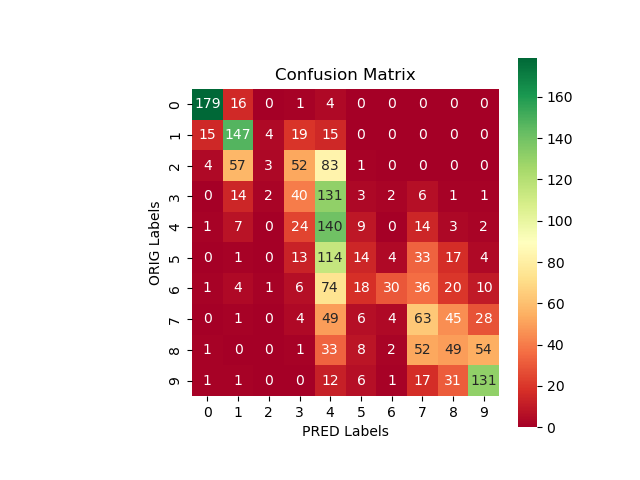 Confusion Matrix
ORIG Labels
0 179 16 0 1 4 0 0 0 0 0
1 15 147 4 19 15 0 0 0 0 0
2 4 57 3 52 83 1 0 0 0 0
3 0 14 2 40 131 3 2 6 1 1
4 1 7 0 24 140 9 0 14 3 2
5 0 1 0 13 114 14 4 33 17 4
6 1 4 1 6 74 18 30 36 20 10
7 0 1 0 4 49 6 4 63 45 28
8 1 0 0 1 33 8 2 52 49 54
9 1 1 0 0 12 6 1 17 31 131
0 1 2 3 4 5 6 7 8 9
PRED Labels
160
140
120
100
80
60
40
20
0